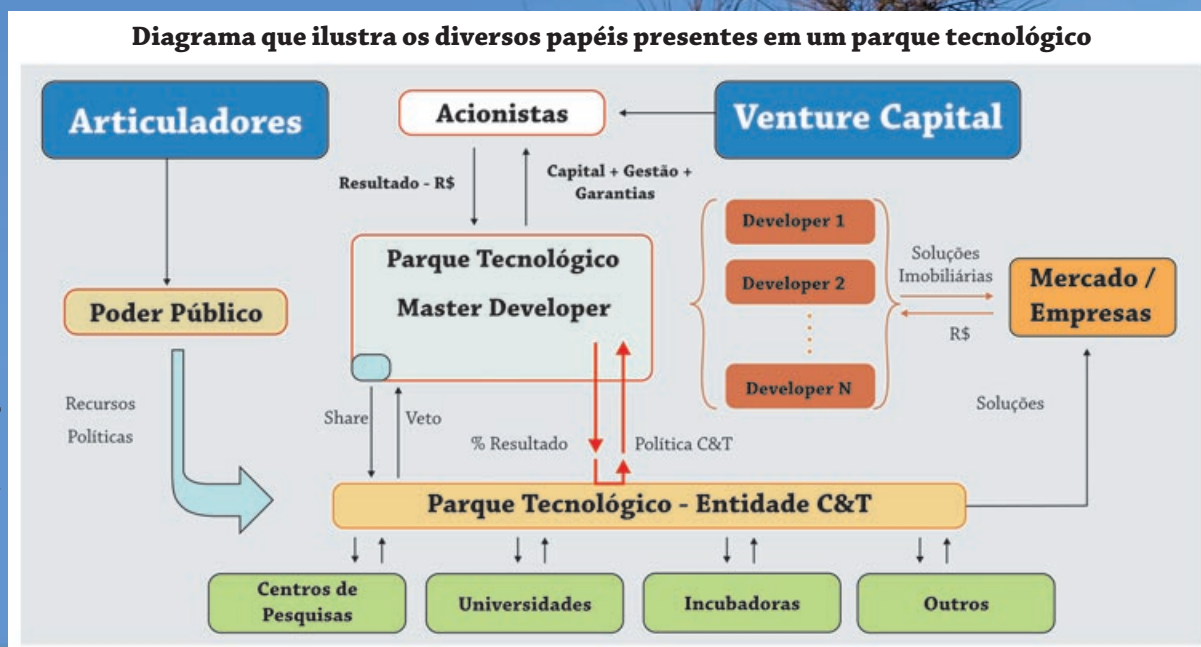 Diagrama que ilustra os diversos papéis presentes em um parque tecnológico
Articuladores
Acionistas
Venture Capital
Resultado - R$
Capital + Gestão +
Garantias
Parque Tecnológico
Master Developer
Developer 1
Developer 2
Developer N
Soluções
Imobiliárias
R$
Mercado /
Empresas
Poder Público
Recursos
Políticas
Share
Veto
% Resultado
Política C&T
Soluções
Parque Tecnológico - Entidade C&T
Centros de
Pesquisas
Universidades
Incubadoras
Outros